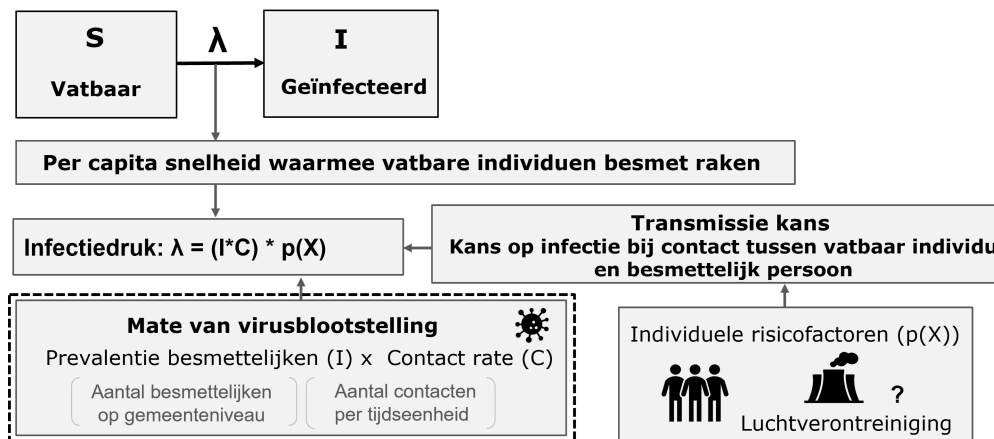 S
λ
I
Vatbaar
Geïnfecteerd
Per capita snelheid waarmee vatbare individuen besmet raken
Infectiedruk: λ = (I*C) * p(X)
Transmissie kans
Kans op infectie bij contact tussen vatbaar individu
en besmettelijk persoon
Mate van virusblootstelling
Prevalentie besmettelijken (I) x Contact rate (C)
Aantal besmettelijken
op gemeenteniveau
Aantal contacten
per tijdseenheid
Individuele risicofactoren (p(X))
?
Luchtverontreiniging